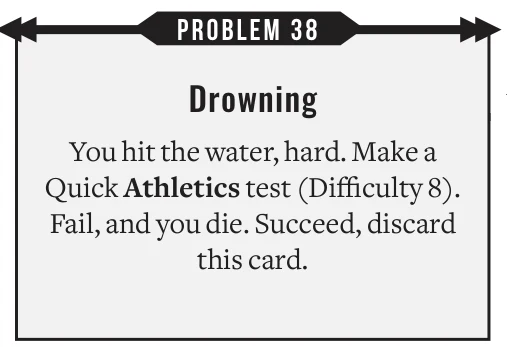 PROBLEM 38
Drowning
You hit the water, hard. Make a
Quick Athletics test (Difficulty 8).
Fail, and you die. Succeed, discard
this card.